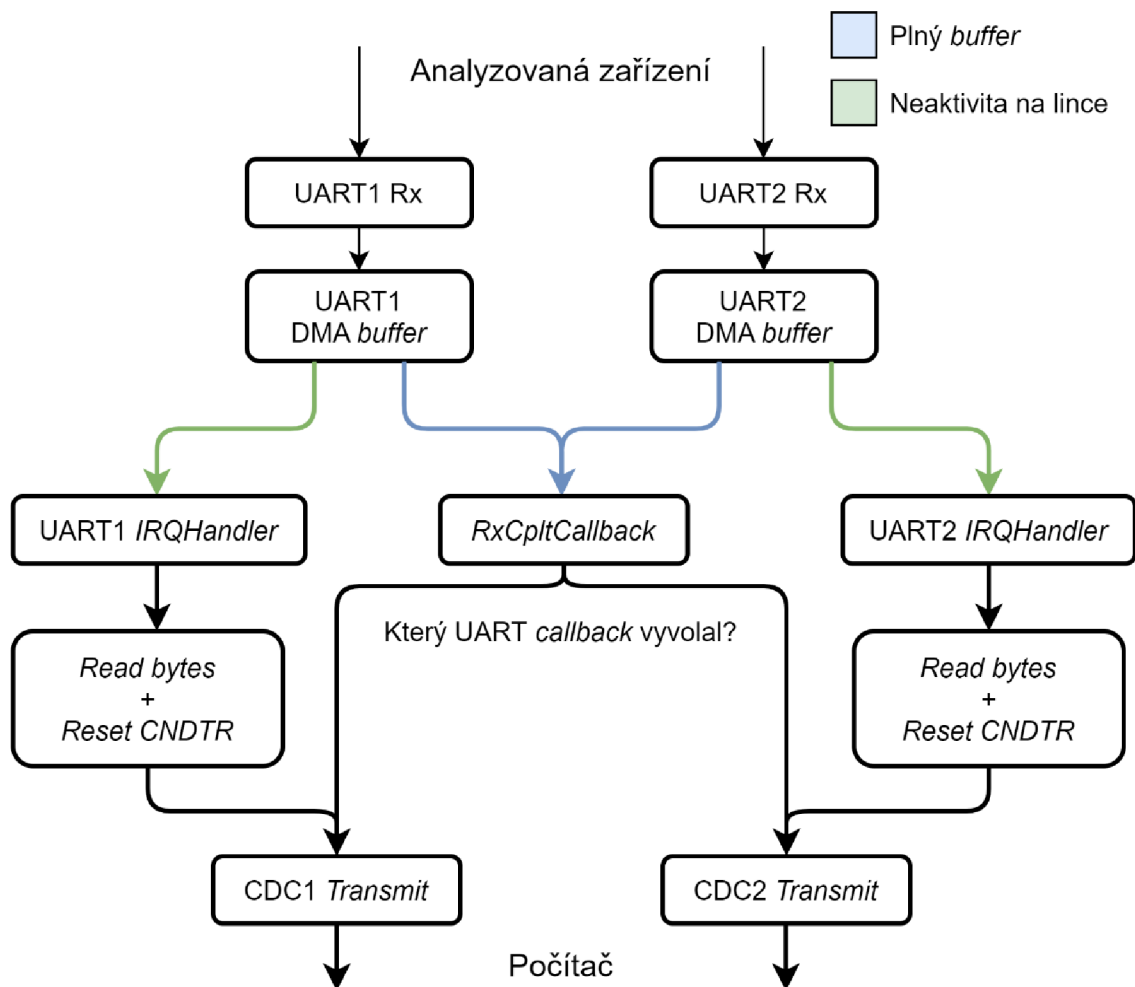 Plný buffer
Analyzovaná zařízení
Neaktivita na lince
UART1 Rx
UART2 Rx
UART1
DMA buffer
UART2
DMA buffer
UART1 IRQHandler
RxCpltCallback
UART2 IRQHandler
Který UART callback vyvolal?
Read bytes
+
Reset CNDTR
Read bytes
+
Reset CNDTR
CDC1 Transmit
CDC2 Transmit
Počítač